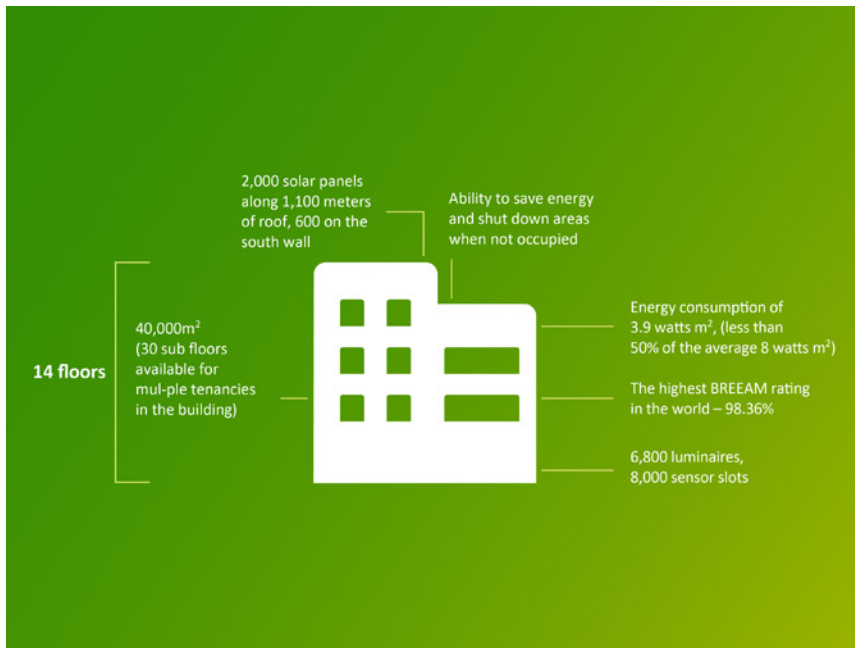 2,000 solar panels
along 1,100 meters
of roof, 600 on the
south wall
Ability to save energy
and shut down areas
when not occupied
14 floors
40,000m²
(30 sub floors
available for
mul-ple tenancies
in the building)
Energy consumption of
3.9 watts m², (less than
50% of the average 8 watts m²)
The highest BREEAM rating
in the world – 98.36%
6,800 luminaires,
8,000 sensor slots